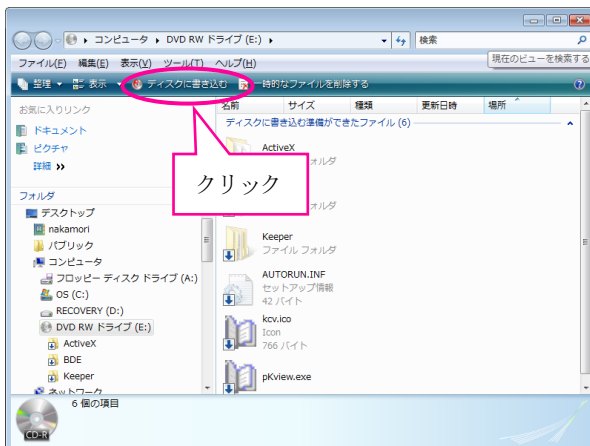 コンピュータ ▸ DVD RW ドライブ (E:) ▸
検索
ファイル(F) 編集(E) 表示(V) ツール(T) ヘルプ(H)
現在のビューを検索する
整理 表示 ディスクに書き込む 一時的なファイルを削除する
お気に入りリンク
ドキュメント
ピクチャ
詳細 >>
フォルダ
デスクトップ
nakamori
パブリック
コンピュータ
フロッピー ディスク ドライブ (A:)
OS (C:)
RECOVERY (D:)
DVD RW ドライブ (E:)
ActiveX
BDE
Keeper
ネットワーク
名前 サイズ 種類 更新日時 場所
ディスクに書き込む準備ができたファイル (6)
ActiveX
フォルダ
クリック
フォルダ
Keeper
ファイル フォルダ
AUTORUN.INF
セットアップ情報
42 バイト
kcv.ico
Icon
766 バイト
pKview.exe
6 個の項目
CD-R